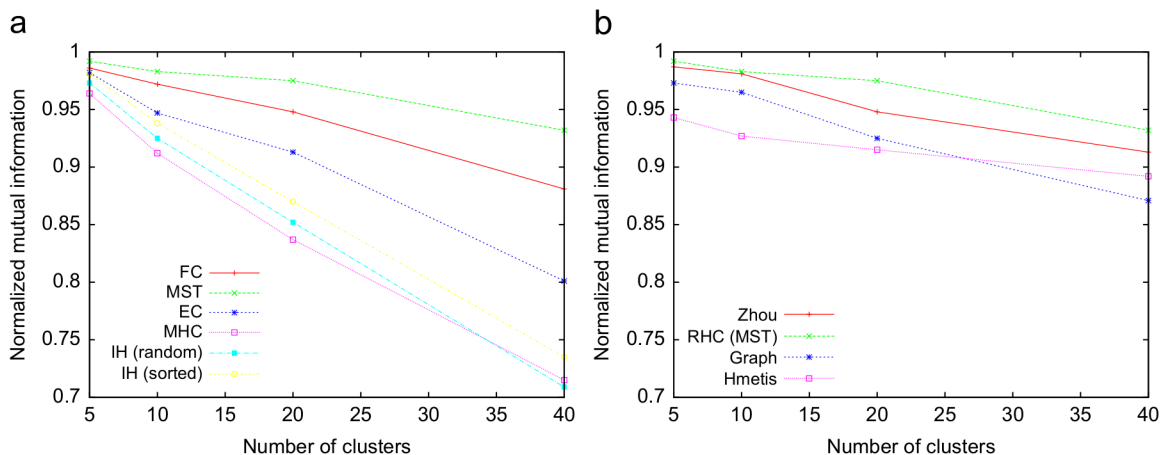 a
Normalized mutual information
1
0.95
0.9
0.85
0.8
0.75
0.7
FC
MST
EC
MHC
IH (random)
IH (sorted)
5 10 15 20 25 30 35 40
Number of clusters
b
Normalized mutual information
1
0.95
0.9
0.85
0.8
0.75
0.7
Zhou
RHC (MST)
Graph
Hmetis
5 10 15 20 25 30 35 40
Number of clusters